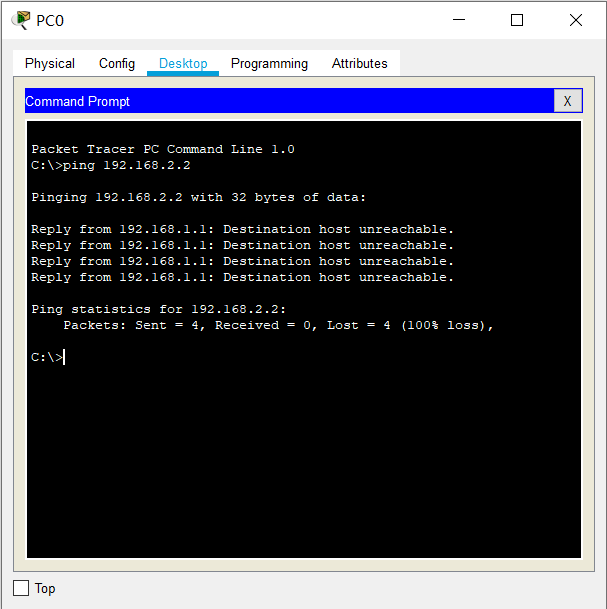 PC0
Physical Config Desktop Programming Attributes
Command Prompt X
Packet Tracer PC Command Line 1.0
C:\>ping 192.168.2.2
Pinging 192.168.2.2 with 32 bytes of data:
Reply from 192.168.1.1: Destination host unreachable.
Reply from 192.168.1.1: Destination host unreachable.
Reply from 192.168.1.1: Destination host unreachable.
Reply from 192.168.1.1: Destination host unreachable.
Ping statistics for 192.168.2.2:
    Packets: Sent = 4, Received = 0, Lost = 4 (100% loss),
C:\>
Top